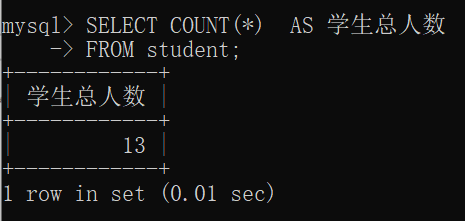 mysql> SELECT COUNT(*)  AS 学生总人数
    -> FROM student;
+------------+
| 学生总人数 |
+------------+
|         13 |
+------------+
1 row in set (0.01 sec)